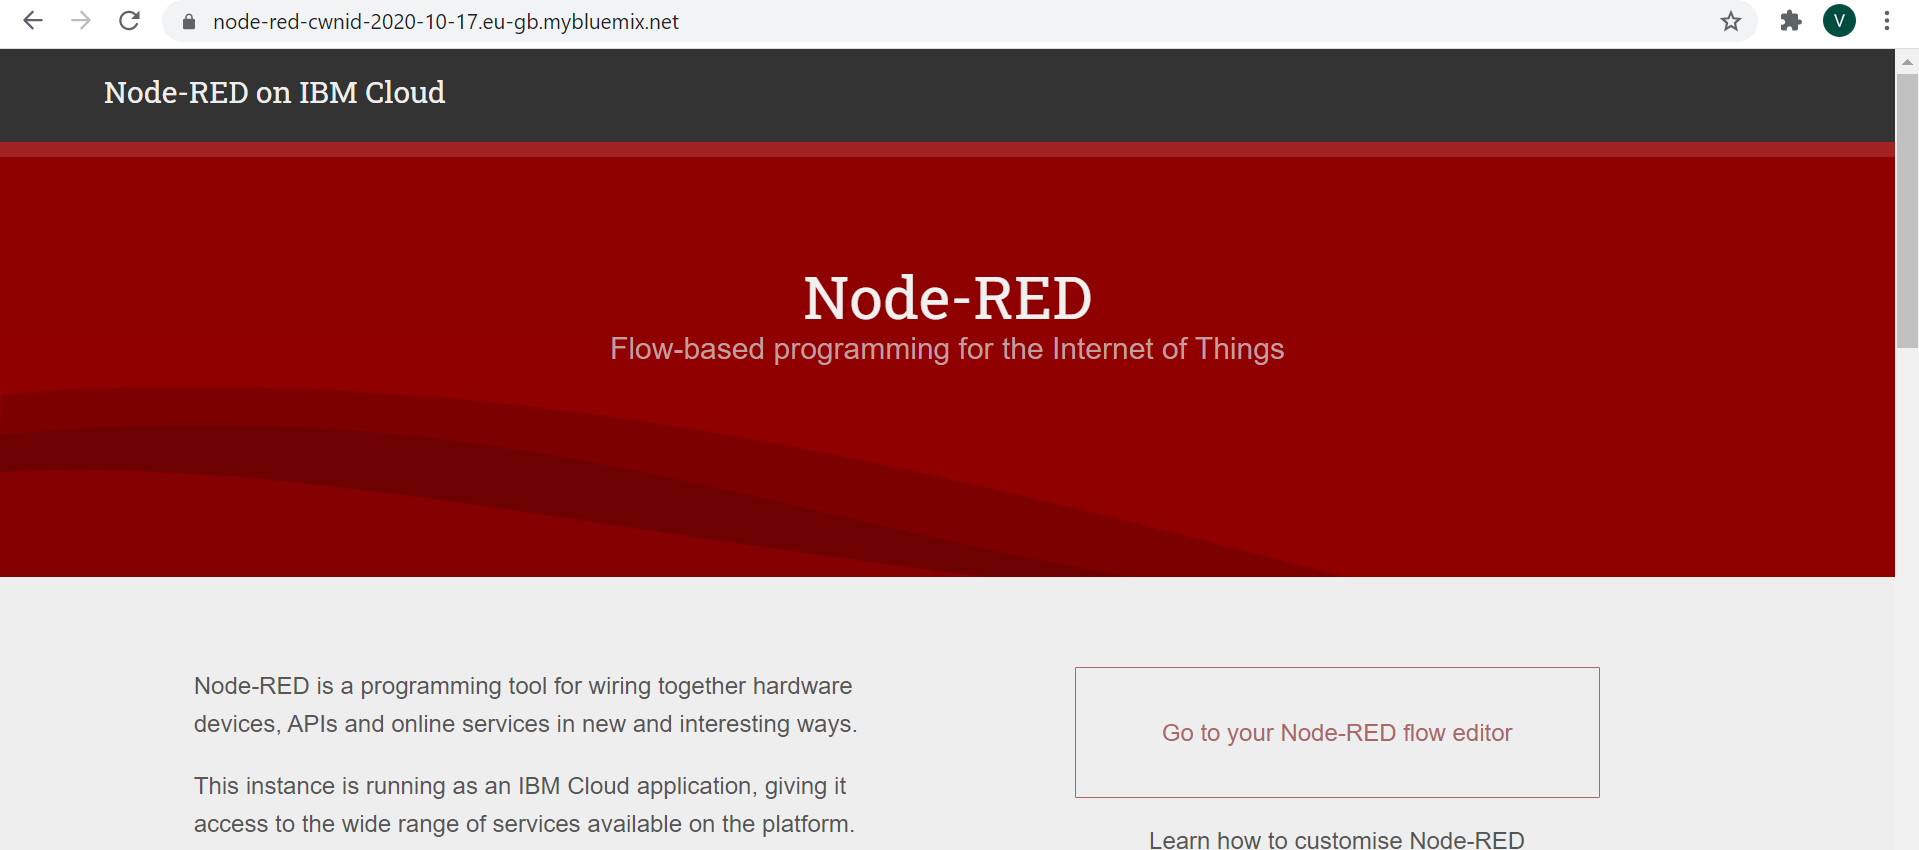 node-red-cwnid-2020-10-17.eu-gb.mybluemix.net
V
Node-RED on IBM Cloud
Node-RED
Flow-based programming for the Internet of Things
Node-RED is a programming tool for wiring together hardware
devices, APIs and online services in new and interesting ways.
This instance is running as an IBM Cloud application, giving it
access to the wide range of services available on the platform.
Go to your Node-RED flow editor
Learn how to customise Node-RED